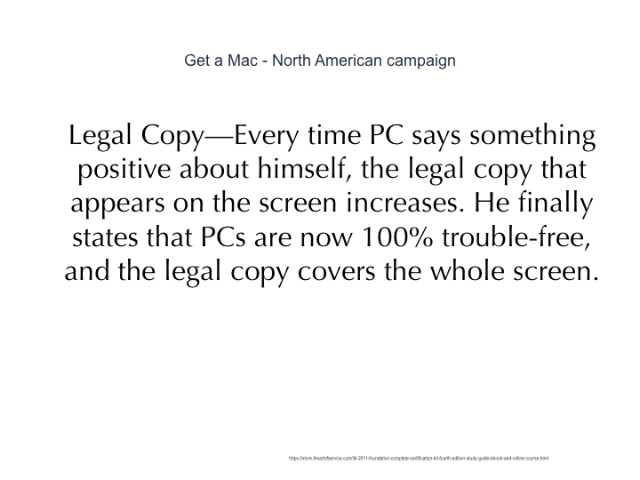 Get a Mac - North American campaign
Legal Copy—Every time PC says something
positive about himself, the legal copy that
appears on the screen increases. He finally
states that PCs are now 100% trouble-free,
and the legal copy covers the whole screen.